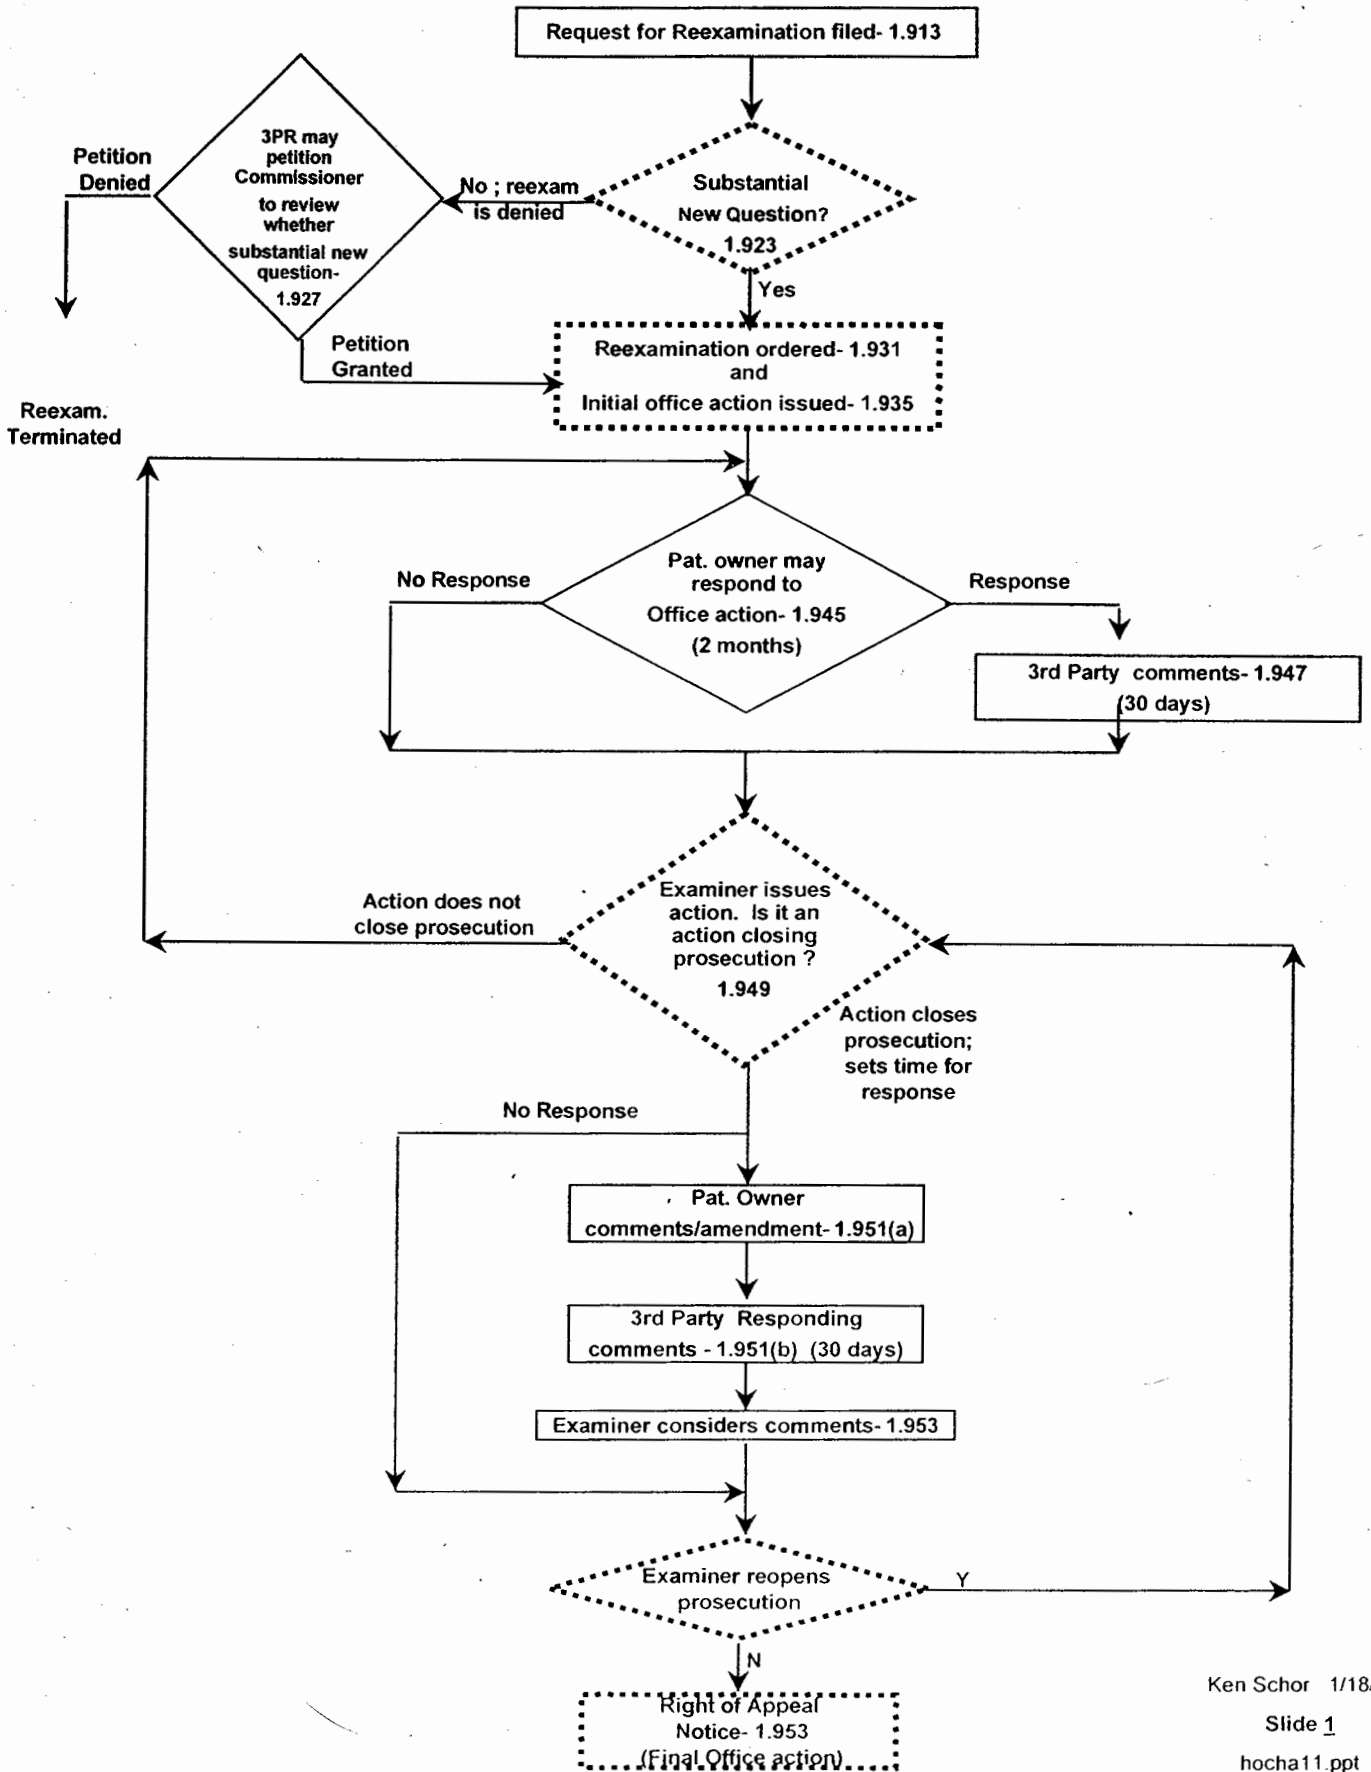 Request for Reexamination filed- 1.913
3PR may
petition
Commissioner
to review
whether
substantial new
question-
1.927
Petition
Denied
No ; reexam
is denied
Substantial
New Question?
1.923
Yes
Petition
Granted
Reexamination ordered- 1.931
and
Initial office action issued- 1.935
Reexam.
Terminated
Pat. owner may
respond to
Office action- 1.945
(2 months)
No Response
Response
3rd Party comments- 1.947
(30 days)
Examiner issues
action. Is it an
action closing
prosecution ?
1.949
Action does not
close prosecution
Action closes
prosecution;
sets time for
response
No Response
Pat. Owner
comments/amendment- 1.951(a)
3rd Party Responding
comments - 1.951(b) (30 days)
Examiner considers comments- 1.953
Examiner reopens
prosecution
Y
N
Right of Appeal
Notice- 1.953
(Final Office action)
Ken Schor 1/18/
Slide 1
hocha11.ppt